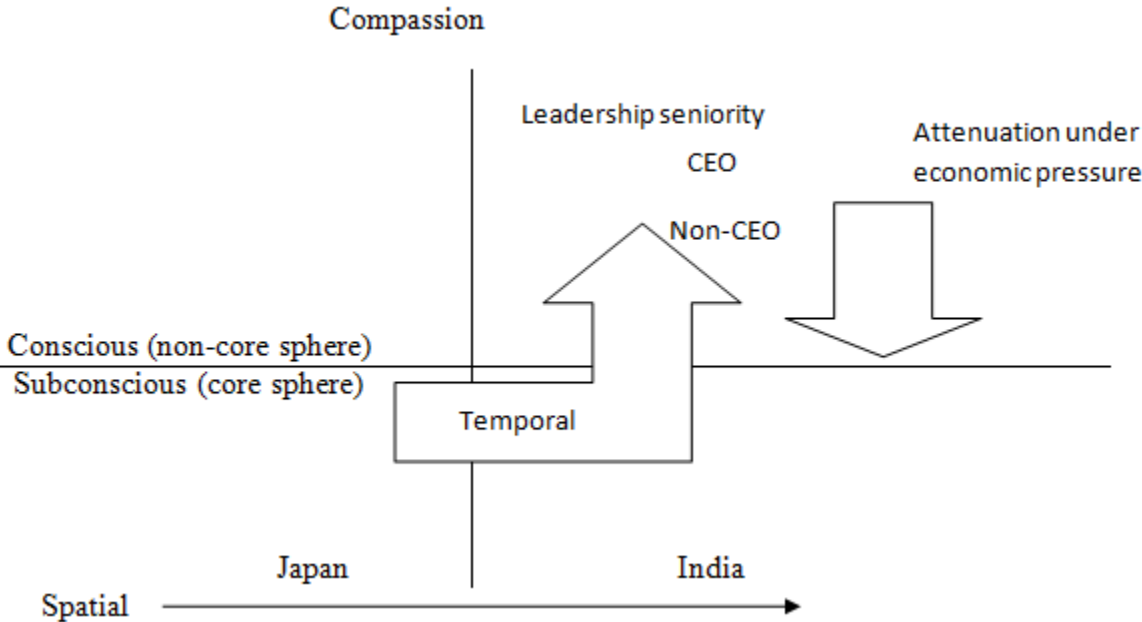 Compassion
Leadership seniority
CEO
Non-CEO
Attenuation under
economic pressure
Conscious (non-core sphere)
Subconscious (core sphere)
Temporal
Japan
India
Spatial